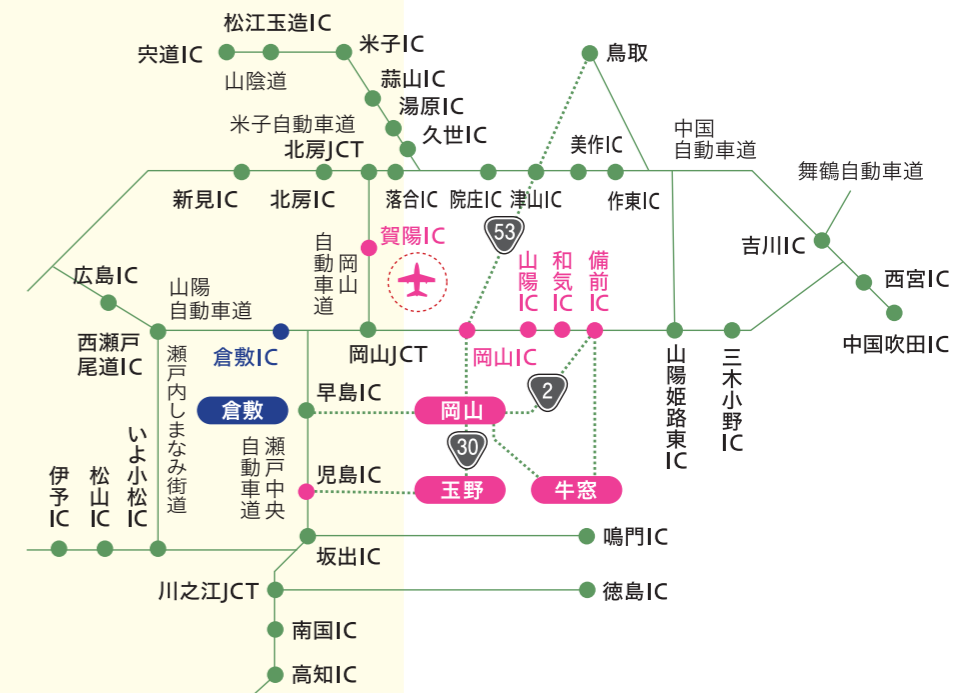 松江玉造IC
宍道IC
米子IC
鳥取
山陰道
蒜山IC
湯原IC
米子自動車道
久世IC
中国
自動車道
北房JCT
美作IC
舞鶴自動車道
新見IC
北房IC
落合IC
院庄IC
津山IC
作東IC
53
賀陽IC
吉川IC
岡山
自動車道
山陽IC
和気IC
備前IC
広島IC
西宮IC
山陽
自動車道
西瀬戸
尾道IC
倉敷IC
岡山JCT
岡山IC
中国吹田IC
瀬戸内しまなみ街道
山陽姫路東IC
三木小野IC
早島IC
2
倉敷
岡山
30
瀬戸中央
自動車道
児島IC
玉野
牛窓
伊予IC
松山IC
いよ小松IC
鳴門IC
坂出IC
川之江JCT
徳島IC
南国IC
高知IC